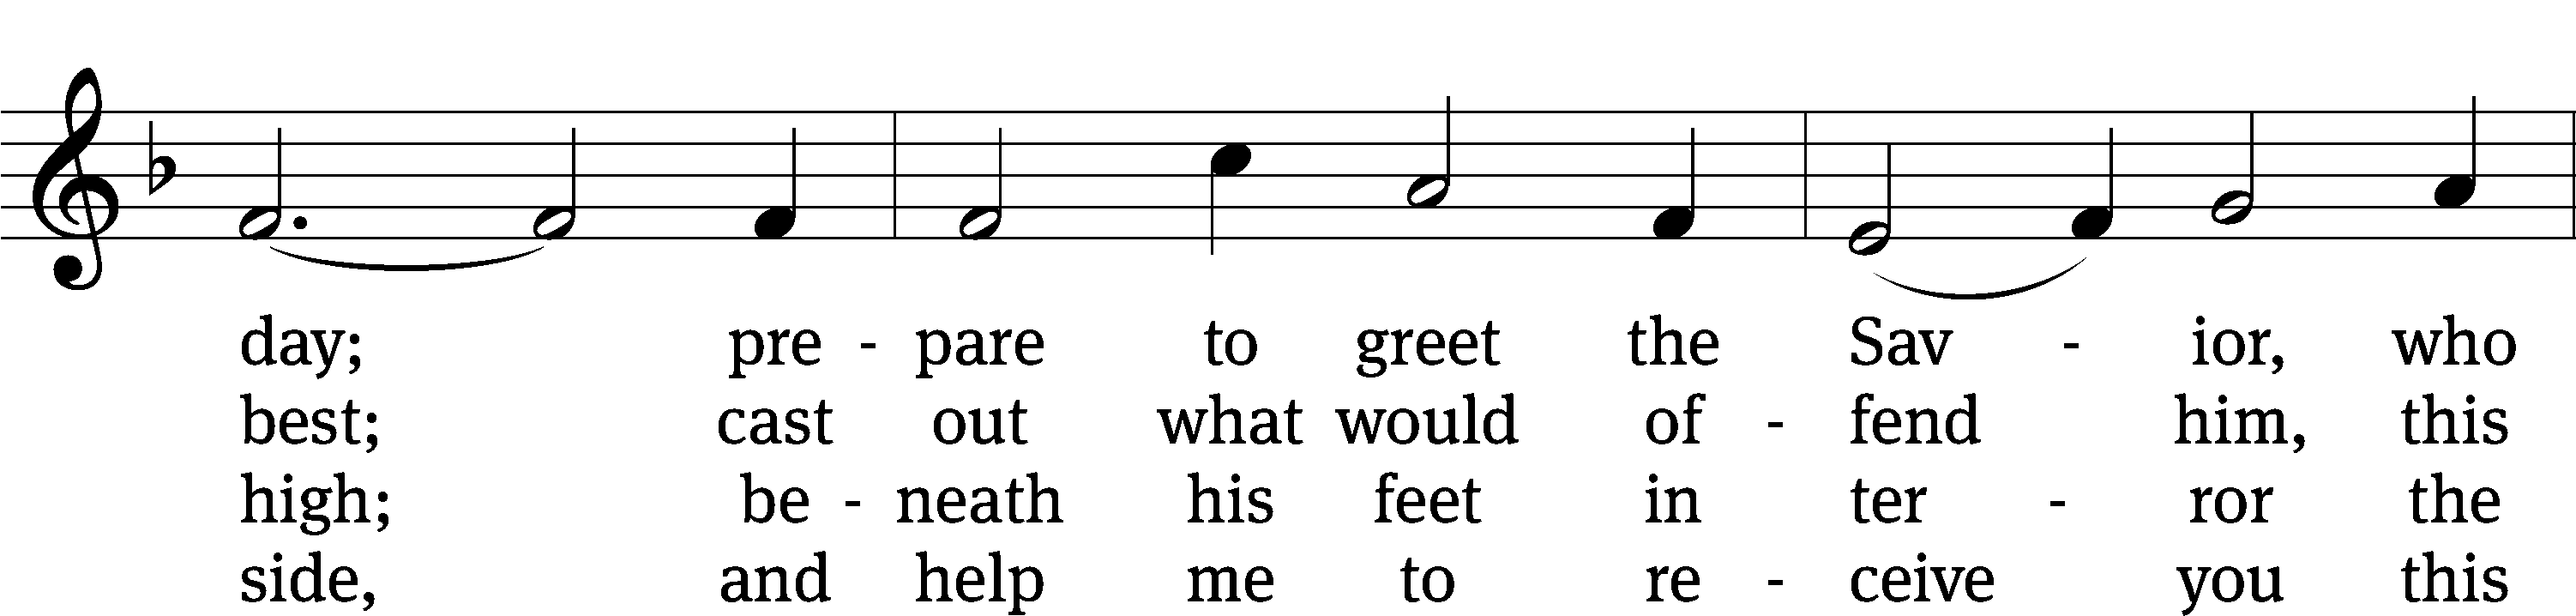 day; pre - pare to greet the Sav - ior, who
best; cast out what would of - fend him, this
high; be - neath his feet in ter - ror the
side, and help me to re - ceive you this